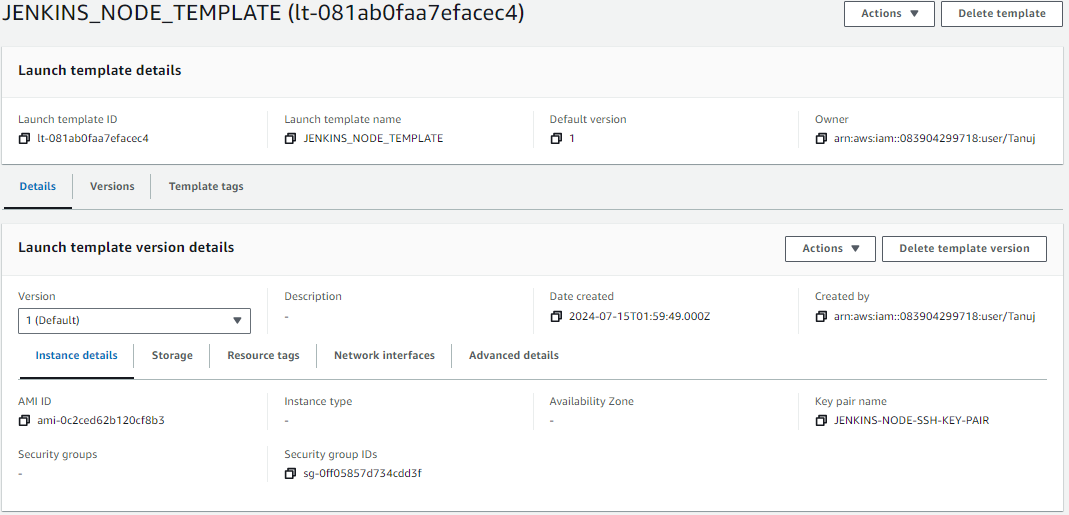 JENKINS_NODE_TEMPLATE (lt-081ab0faa7efacec4)
Actions
Delete template
Launch template details
Launch template ID
lt-081ab0faa7efacec4
Launch template name
JENKINS_NODE_TEMPLATE
Default version
1
Owner
arn:aws:iam::083904299718:user/Tanuj
Details
Versions
Template tags
Launch template version details
Actions
Delete template version
Version
1 (Default)
Description
-
Date created
2024-07-15T01:59:49.000Z
Created by
arn:aws:iam::083904299718:user/Tanuj
Instance details
Storage
Resource tags
Network interfaces
Advanced details
AMI ID
ami-0c2ced62b120cf8b3
Instance type
-
Availability Zone
-
Key pair name
JENKINS-NODE-SSH-KEY-PAIR
Security groups
-
Security group IDs
sg-0ff05857d734cdd3f